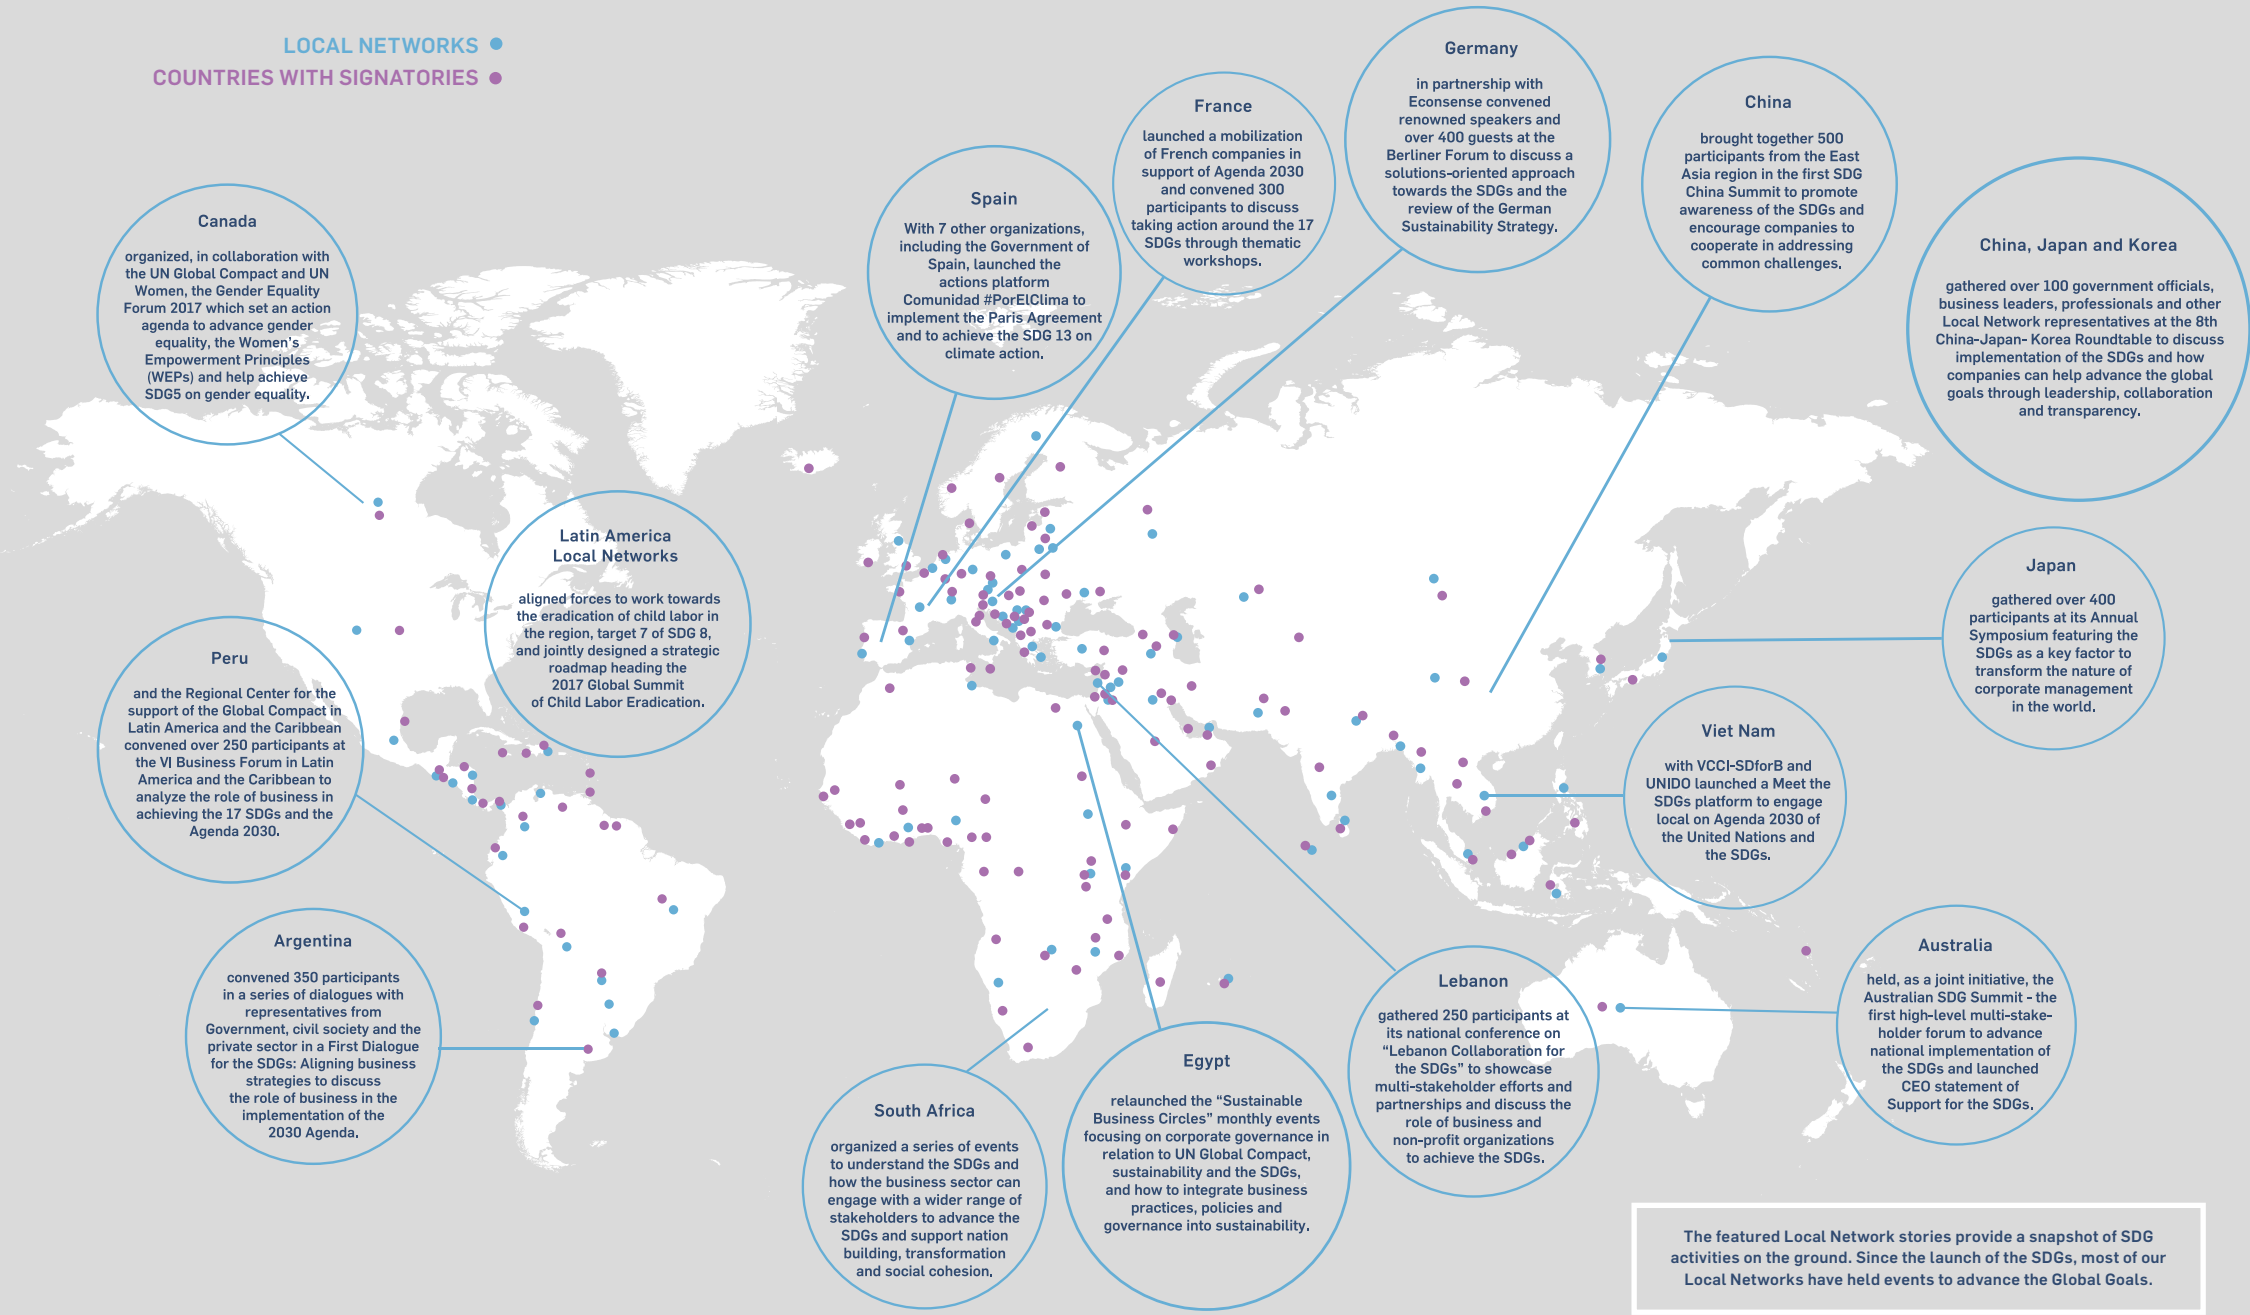 LOCAL NETWORKS
COUNTRIES WITH SIGNATORIES
Canada
organized, in collaboration with
the UN Global Compact and UN
Women, the Gender Equality
Forum 2017 which set an action
agenda to advance gender
equality, the Women's
Empowerment Principles
(WEPs) and help achieve
SDG5 on gender equality.
Latin America
Local Networks
aligned forces to work towards
the eradication of child labor in
the region, target 7 of SDG 8,
and jointly designed a strategic
roadmap heading the
2017 Global Summit
of Child Labor Eradication.
Peru
and the Regional Center for the
support of the Global Compact in
Latin America and the Caribbean
convened over 250 participants at
the VI Business Forum in Latin
America and the Caribbean to
analyze the role of business in
achieving the 17 SDGs and the
Agenda 2030.
Argentina
convened 350 participants
in a series of dialogues with
representatives from
Government, civil society and the
private sector in a First Dialogue
for the SDGs: Aligning business
strategies to discuss
the role of business in the
implementation of the
2030 Agenda.
Spain
With 7 other organizations,
including the Government of
Spain, launched the
actions platform
Comunidad #PorElClima to
implement the Paris Agreement
and to achieve the SDG 13 on
climate action.
France
launched a mobilization
of French companies in
support of Agenda 2030
and convened 300
participants to discuss
taking action around the 17
SDGs through thematic
workshops.
Germany
in partnership with
Econsense convened
renowned speakers and
over 400 guests at the
Berliner Forum to discuss a
solutions-oriented approach
towards the SDGs and the
review of the German
Sustainability Strategy.
China
brought together 500
participants from the East
Asia region in the first SDG
China Summit to promote
awareness of the SDGs and
encourage companies to
cooperate in addressing
common challenges.
China, Japan and Korea
gathered over 100 government officials,
business leaders, professionals and other
Local Network representatives at the 8th
China-Japan- Korea Roundtable to discuss
implementation of the SDGs and how
companies can help advance the global
goals through leadership, collaboration
and transparency.
Japan
gathered over 400
participants at its Annual
Symposium featuring the
SDGs as a key factor to
transform the nature of
corporate management
in the world.
Viet Nam
with VCCI-SDforB and
UNIDO launched a Meet the
SDGs platform to engage
local on Agenda 2030 of
the United Nations and
the SDGs.
Australia
held, as a joint initiative, the
Australian SDG Summit - the
first high-level multi-stake-
holder forum to advance
national implementation of
the SDGs and launched
CEO statement of
Support for the SDGs.
Lebanon
gathered 250 participants at
its national conference on
“Lebanon Collaboration for
the SDGs” to showcase
multi-stakeholder efforts and
partnerships and discuss the
role of business and
non-profit organizations
to achieve the SDGs.
Egypt
relaunched the “Sustainable
Business Circles” monthly events
focusing on corporate governance in
relation to UN Global Compact,
sustainability and the SDGs,
and how to integrate business
practices, policies and
governance into sustainability.
South Africa
organized a series of events
to understand the SDGs and
how the business sector can
engage with a wider range of
stakeholders to advance the
SDGs and support nation
building, transformation
and social cohesion.
The featured Local Network stories provide a snapshot of SDG
activities on the ground. Since the launch of the SDGs, most of our
Local Networks have held events to advance the Global Goals.